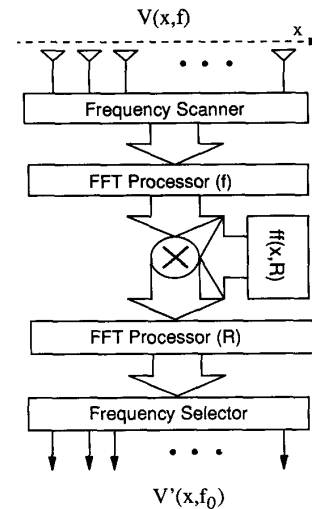 V(x,f)
x
• • •
Frequency Scanner
FFT Processor (f)
ff(x,R)
FFT Processor (R)
Frequency Selector
• • •
V'(x,f₀)